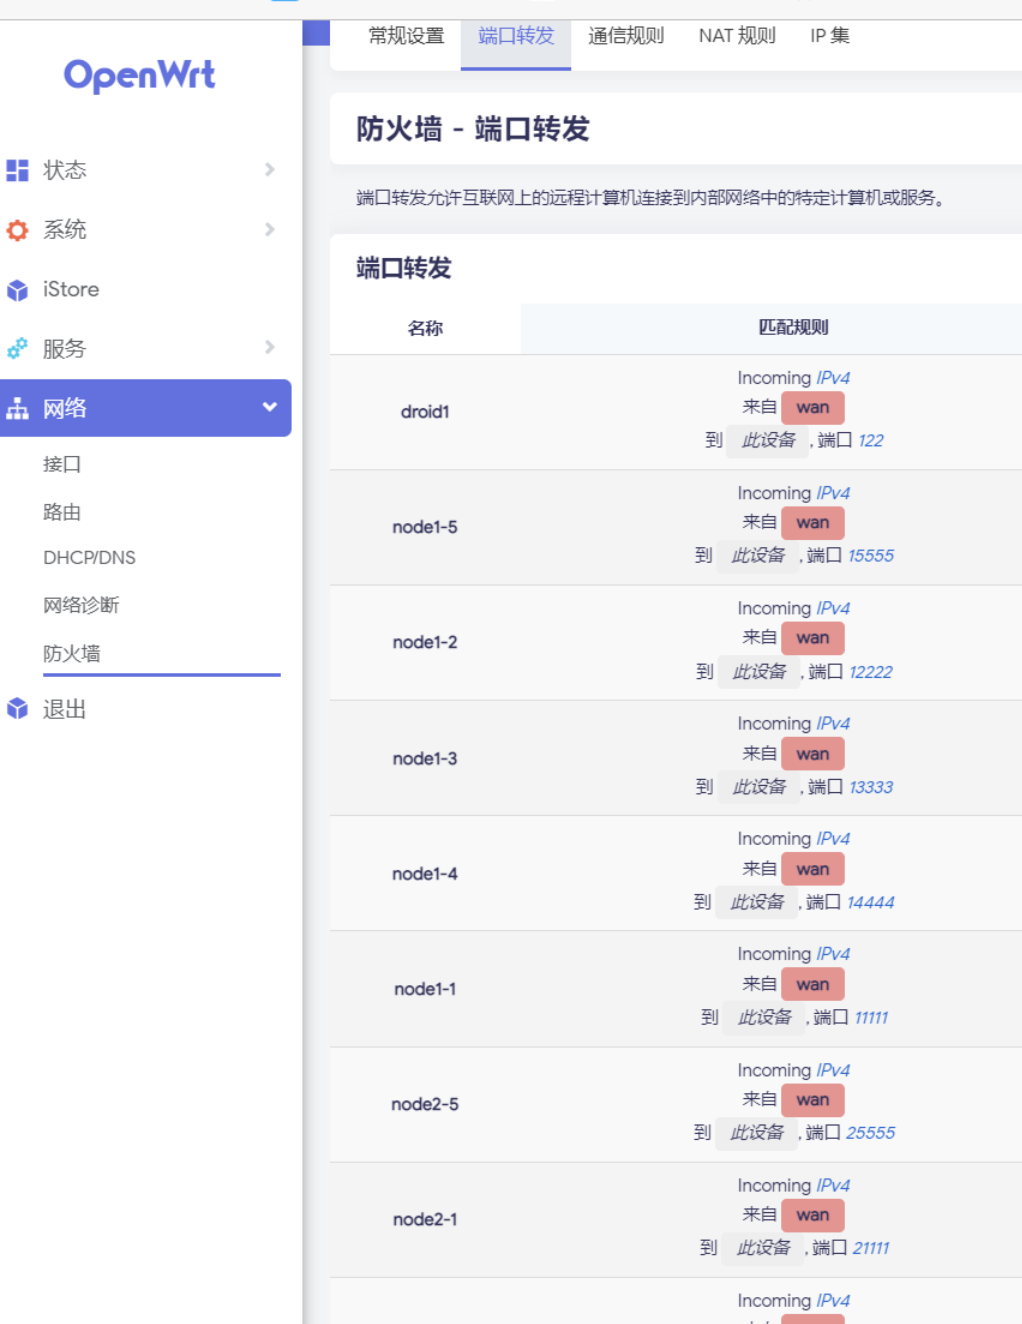 常规设置 端口转发 通信规则 NAT 规则 IP 集
OpenWrt
状态
系统
iStore
服务
网络
接口
路由
DHCP/DNS
网络诊断
防火墙
退出
防火墙 - 端口转发
端口转发允许互联网上的远程计算机连接到内部网络中的特定计算机或服务。
端口转发
名称 匹配规则
droid1
Incoming IPv4
来自 wan
到 此设备 , 端口 122
node1-5
Incoming IPv4
来自 wan
到 此设备 , 端口 15555
node1-2
Incoming IPv4
来自 wan
到 此设备 , 端口 12222
node1-3
Incoming IPv4
来自 wan
到 此设备 , 端口 13333
node1-4
Incoming IPv4
来自 wan
到 此设备 , 端口 14444
node1-1
Incoming IPv4
来自 wan
到 此设备 , 端口 11111
node2-5
Incoming IPv4
来自 wan
到 此设备 , 端口 25555
node2-1
Incoming IPv4
来自 wan
到 此设备 , 端口 21111
Incoming IPv4